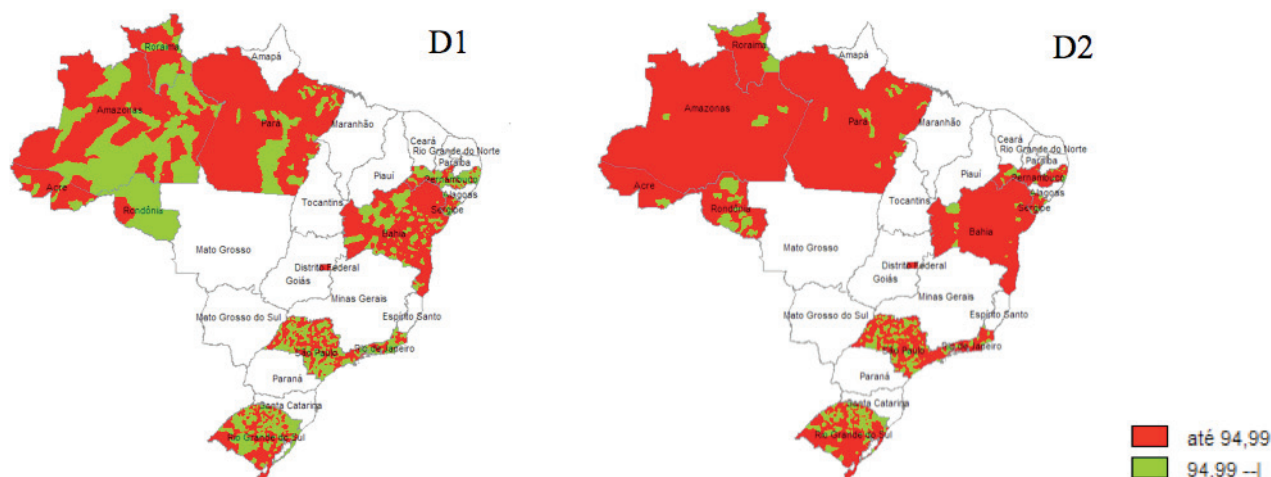 D1
Roraima
Amapá
Amazonas
Pará
Maranhão
Ceará
Rio Grande do Norte
Paraíba
Piauí
Pernambuco
Acre
Alagoas
Sergipe
Rondônia
Tocantins
Bahia
Mato Grosso
Distrito Federal
Goiás
Minas Gerais
Mato Grosso do Sul
Espírito Santo
São Paulo
Rio de Janeiro
Paraná
Santa Catarina
Rio Grande do Sul
D2
Roraima
Amapá
Amazonas
Pará
Maranhão
Ceará
Rio Grande do Norte
Paraíba
Piauí
Pernambuco
Acre
Alagoas
Sergipe
Rondônia
Tocantins
Bahia
Mato Grosso
Distrito Federal
Goiás
Minas Gerais
Mato Grosso do Sul
Espírito Santo
São Paulo
Rio de Janeiro
Paraná
Santa Catarina
Rio Grande do Sul
até 94,99
94.99 --|